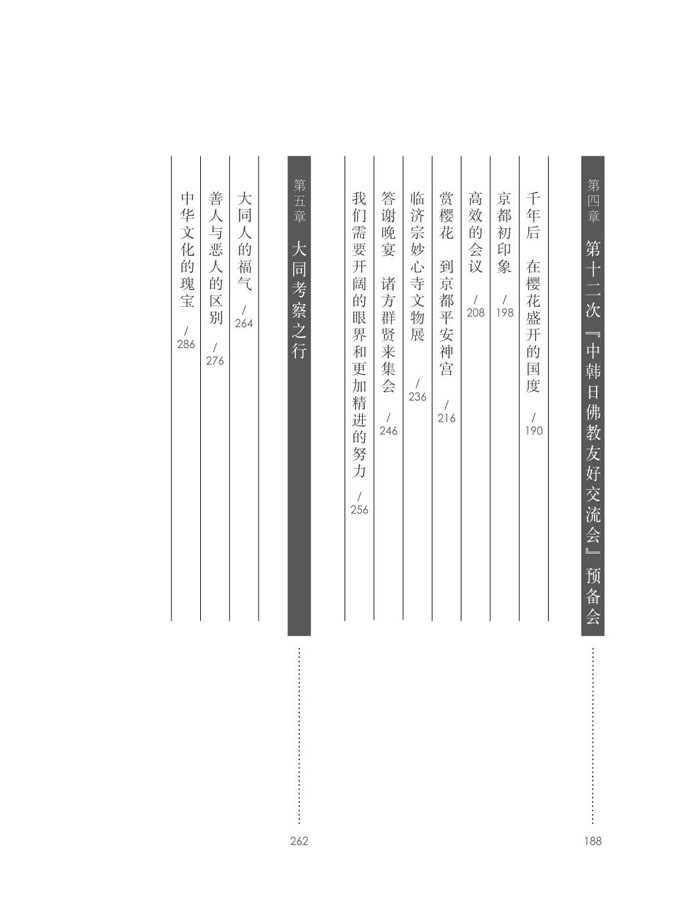 第四章 第十二次『中韩日佛教友好交流会』预备会 188
千年后 在樱花盛开的国度 / 190
京都初印象 / 198
高效的会议 / 208
赏樱花 到京都平安神宫 / 216
临济宗妙心寺文物展 / 236
答谢晚宴 诸方群贤来集会 / 246
我们需要开阔的眼界和更加精进的努力 / 256
第五章 大同考察之行 262
大同人的福气 / 264
善人与恶人的区别 / 276
中华文化的瑰宝 / 286